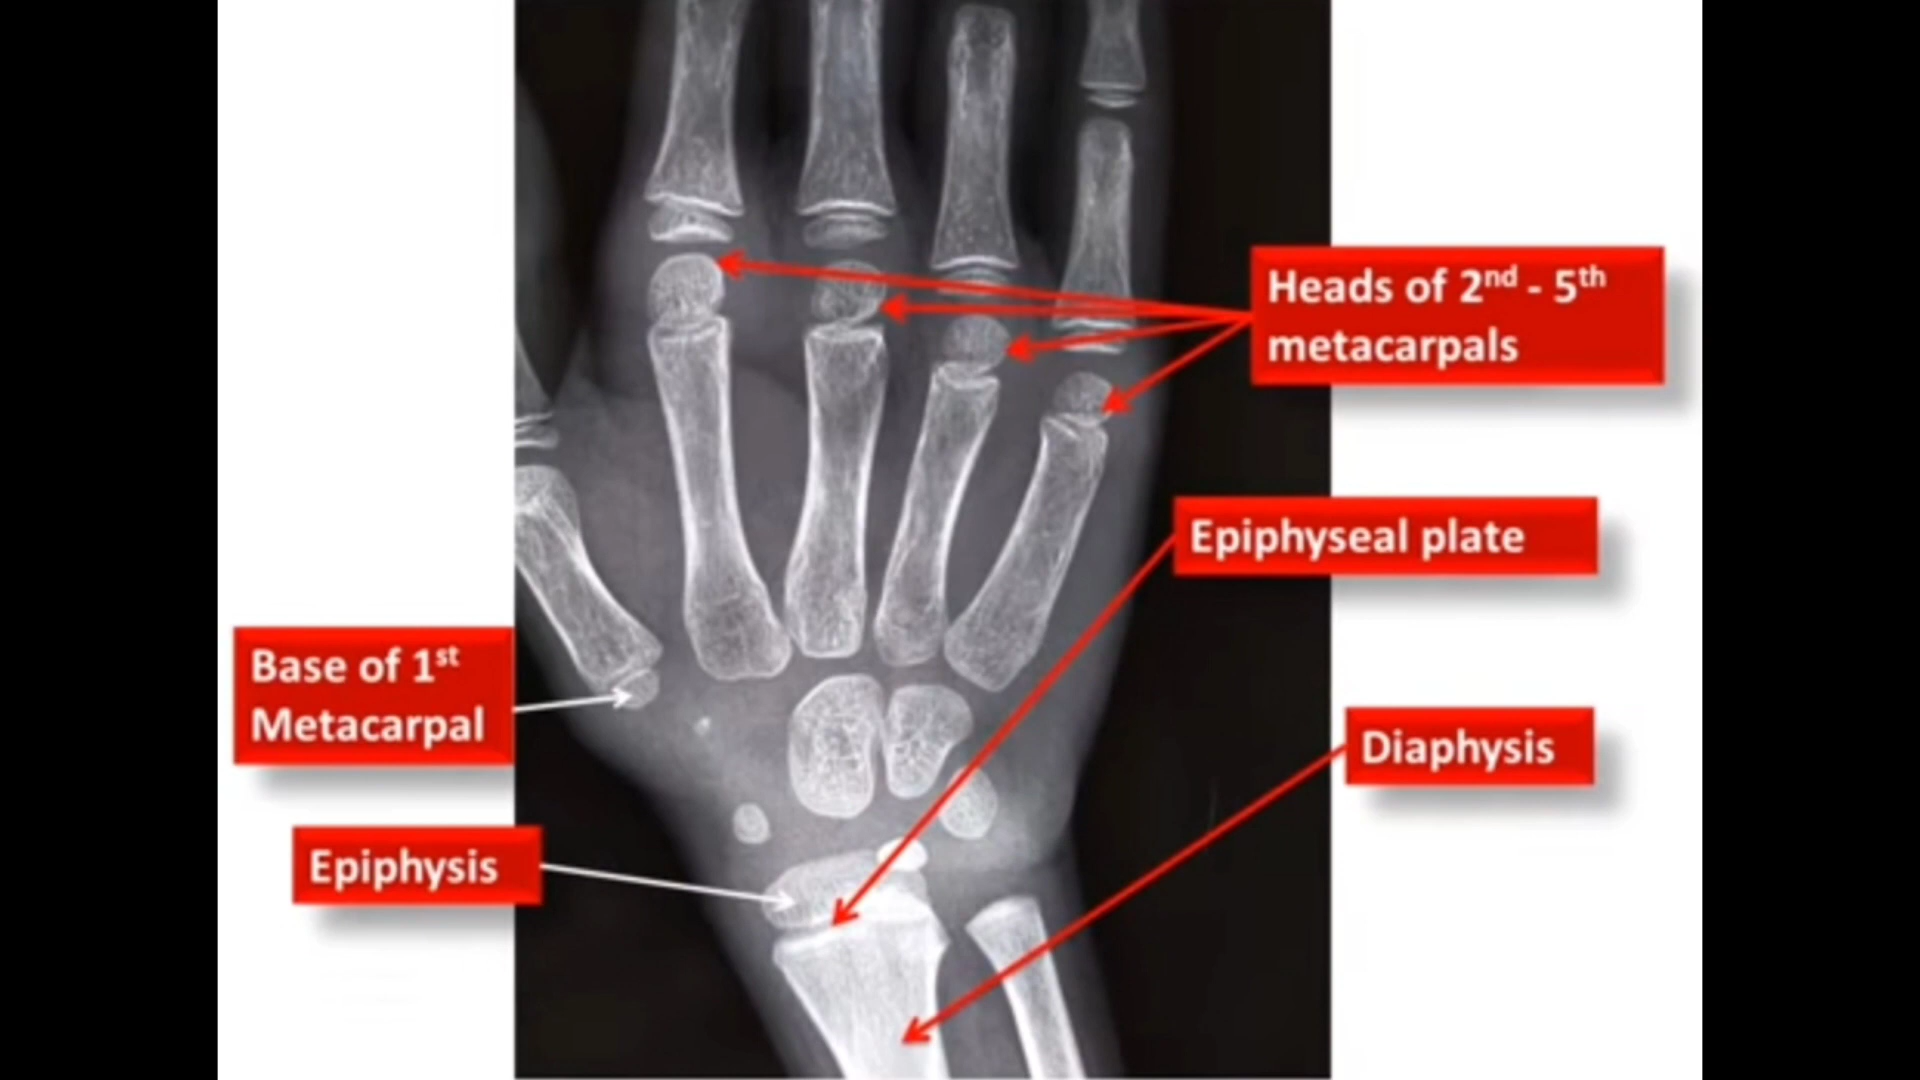 Heads of 2nd - 5th
metacarpals
Epiphyseal plate
Base of 1st
Metacarpal
Diaphysis
Epiphysis